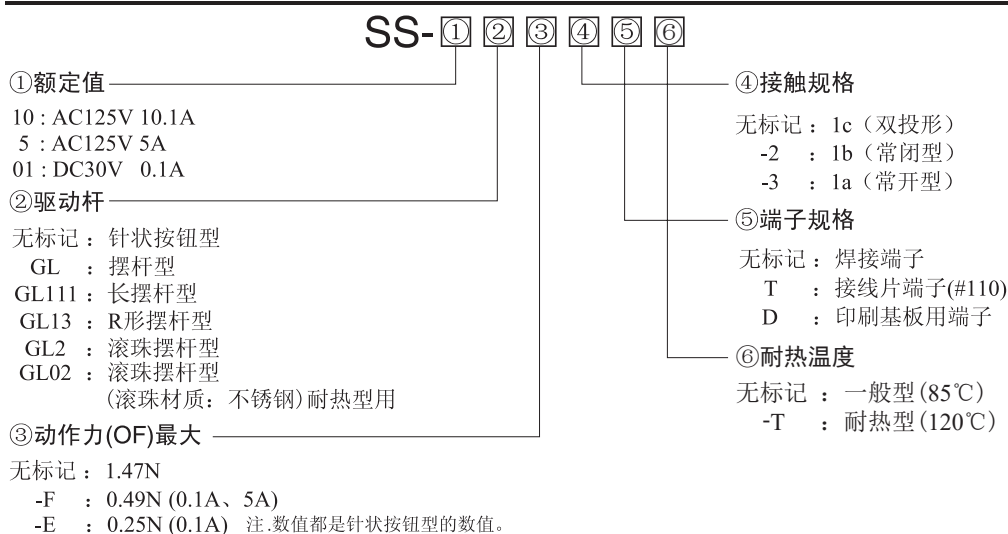 SS-①②③④⑤⑥
①额定值
10 : AC125V 10.1A
5 : AC125V 5A
01 : DC30V 0.1A
②驱动杆
无标记 : 针状按钮型
GL : 摆杆型
GL111 : 长摆杆型
GL13 : R形摆杆型
GL2 : 滚珠摆杆型
GL02 : 滚珠摆杆型
(滚珠材质：不锈钢)耐热型用
③动作力(OF)最大
无标记 : 1.47N
-F : 0.49N (0.1A、5A)
-E : 0.25N (0.1A) 注.数值都是针状按钮型的数值。
④接触规格
无标记 : 1c（双投形）
-2 : 1b（常闭型）
-3 : 1a（常开型）
⑤端子规格
无标记 : 焊接端子
T : 接线片端子(#110)
D : 印刷基板用端子
⑥耐热温度
无标记 : 一般型(85℃)
-T : 耐热型(120℃)